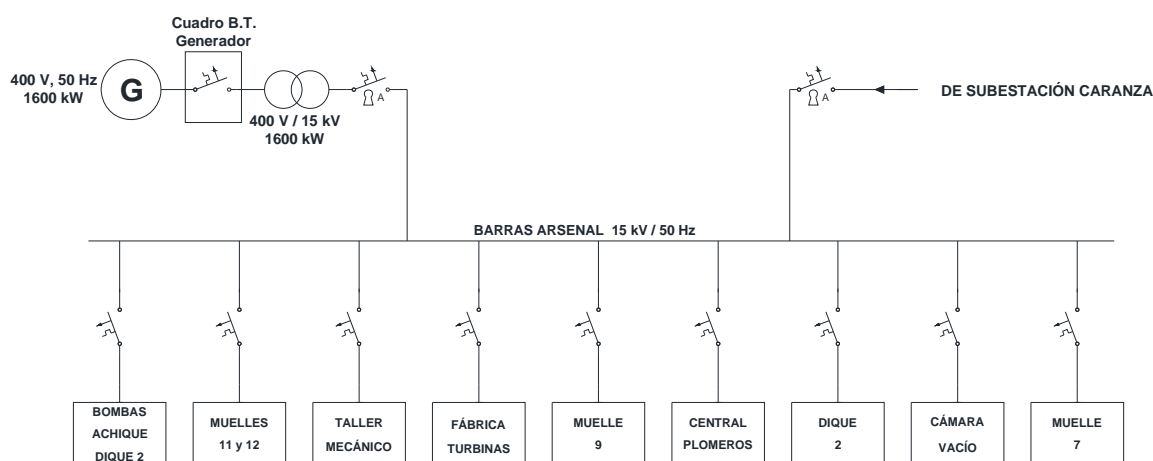 Cuadro B.T.
Generador
400 V, 50 Hz
1600 kW
G
400 V / 15 kV
1600 kW
A
A
DE SUBESTACIÓN CARANZA
BARRAS ARSENAL 15 kV / 50 Hz
BOMBAS
ACHIQUE
DIQUE 2
MUELLES
11 y 12
TALLER
MECÁNICO
FÁBRICA
TURBINAS
MUELLE
9
CENTRAL
PLOMEROS
DIQUE
2
CÁMARA
VACÍO
MUELLE
7